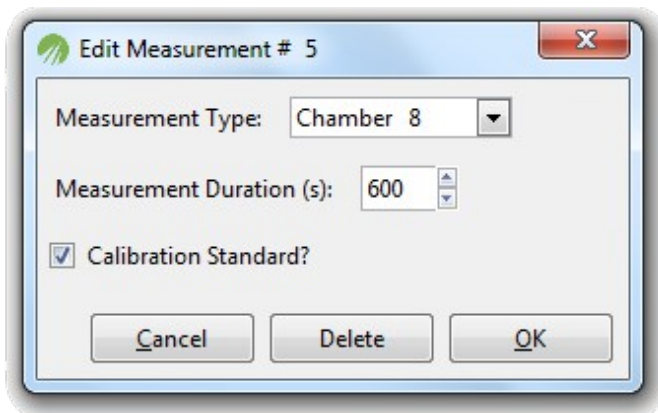 Edit Measurement # 5
Measurement Type: Chamber 8
Measurement Duration (s): 600
Calibration Standard?
Cancel Delete OK